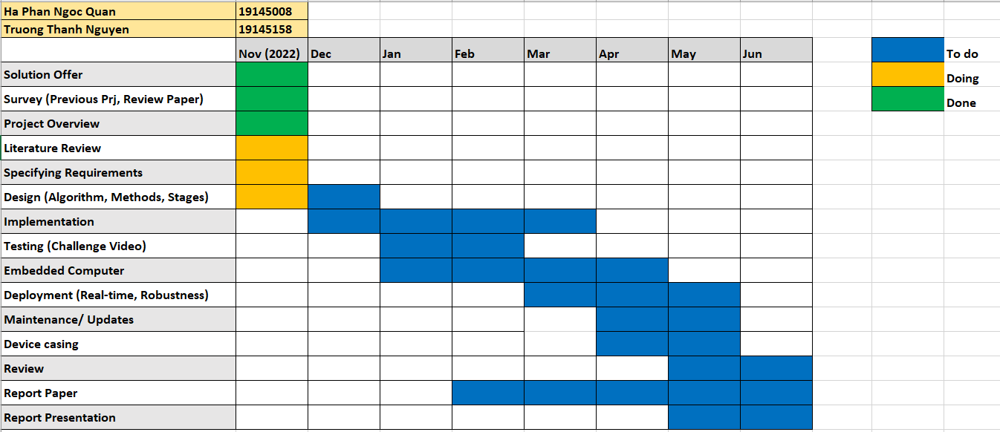 Ha Phan Ngoc Quan 19145008
Truong Thanh Nguyen 19145158
Nov (2022) Dec Jan Feb Mar Apr May Jun To do
Solution Offer Doing
Survey (Previous Prj, Review Paper) Done
Project Overview
Literature Review
Specifying Requirements
Design (Algorithm, Methods, Stages)
Implementation
Testing (Challenge Video)
Embedded Computer
Deployment (Real-time, Robustness)
Maintenance/ Updates
Device casing
Review
Report Paper
Report Presentation